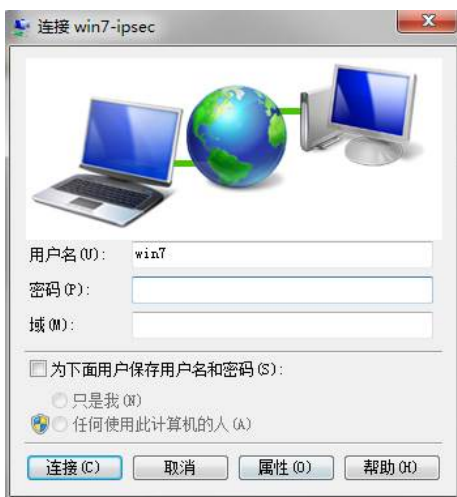 连接 win7-ipsec
用户名(U): win7
密码(P):
域(M):
为下面用户保存用户名和密码(S):
只是我(N)
任何使用此计算机的人(A)
连接(C) 取消 属性(O) 帮助(H)